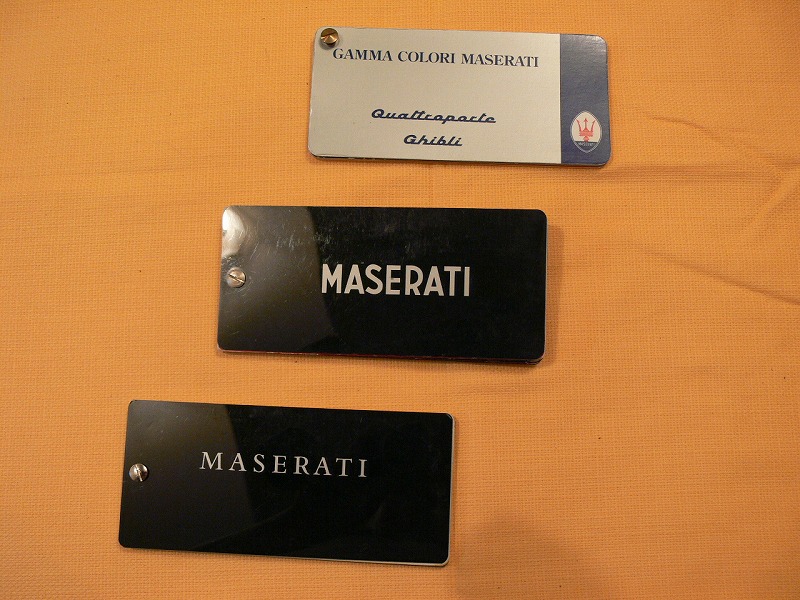 GAMMA COLORI MASERATI
Quattroporte
Ghibli
MASERATI
MASERATI